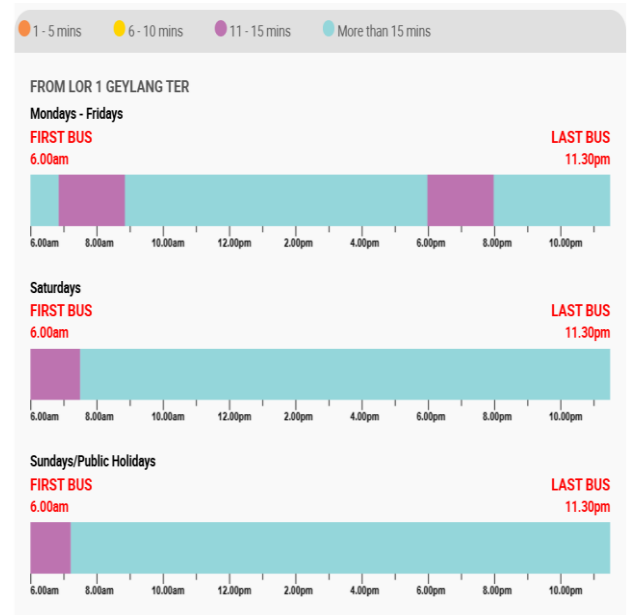 1 - 5 mins 6 - 10 mins 11 - 15 mins More than 15 mins
FROM LOR 1 GEYLANG TER
Mondays - Fridays
FIRST BUS LAST BUS
6.00am 11.30pm
6.00am 8.00am 10.00am 12.00pm 2.00pm 4.00pm 6.00pm 8.00pm 10.00pm
Saturdays
FIRST BUS LAST BUS
6.00am 11.30pm
6.00am 8.00am 10.00am 12.00pm 2.00pm 4.00pm 6.00pm 8.00pm 10.00pm
Sundays/Public Holidays
FIRST BUS LAST BUS
6.00am 11.30pm
6.00am 8.00am 10.00am 12.00pm 2.00pm 4.00pm 6.00pm 8.00pm 10.00pm